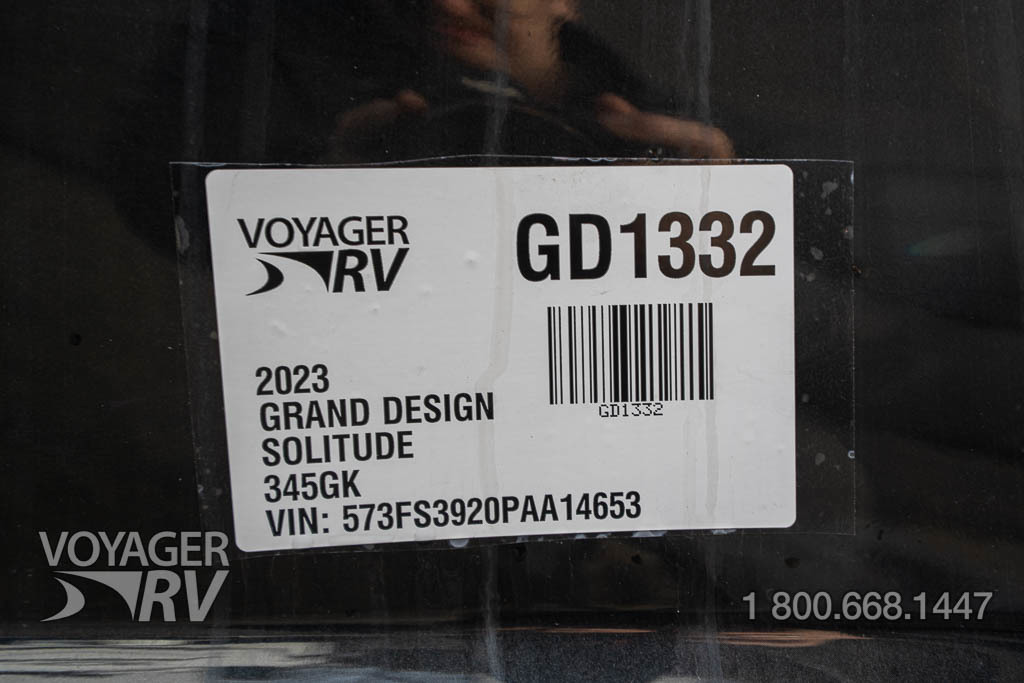 VOYAGER
RV
GD1332
GD1332
2023
GRAND DESIGN
SOLITUDE
345GK
VIN: 573FS3920PAA14653
VOYAGER
RV
1 800.668.1447